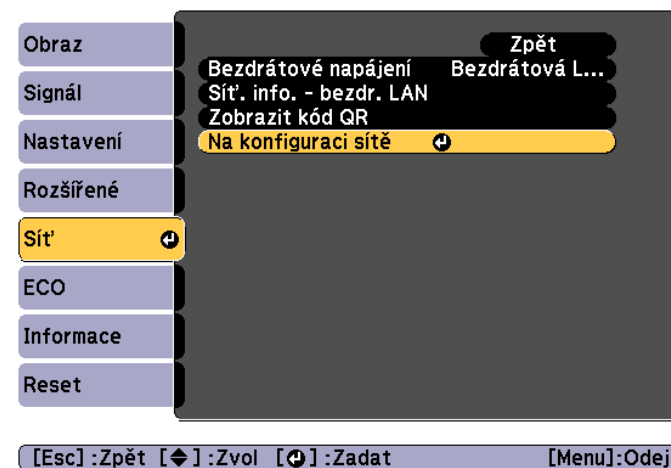 Obraz
Signál
Nastavení
Rozšířené
Síť
ECO
Informace
Reset
Zpět
Bezdrátové napájení Bezdrátová L...
Síť. info. - bezdr. LAN
Zobrazit kód QR
Na konfiguraci sítě
[Esc]:Zpět [◆]:Zvol [⏎]:Zadat [Menu]:Odej